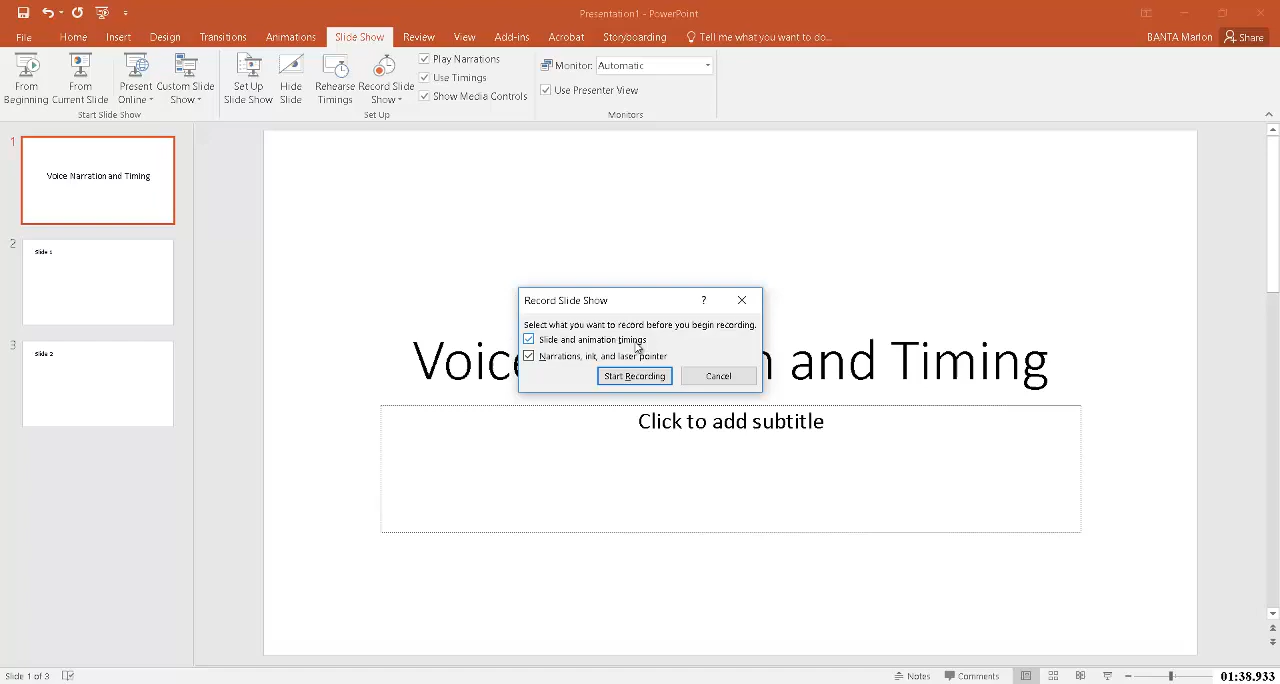 Presentation1 - PowerPoint
File Home Insert Design Transitions Animations Slide Show Review View Add-ins Acrobat Storyboarding Tell me what you want to do... BANTA Marlon Share
From Beginning
From Current Slide
Present Online
Custom Slide Show
Set Up Slide Show
Hide Slide
Rehearse Timings
Record Slide Show
Play Narrations
Use Timings
Show Media Controls
Monitor: Automatic
Use Presenter View
Start Slide Show Set Up Monitors
1
Voice Narration and Timing
2
Slide 1
3
Slide 2
Record Slide Show ?
Select what you want to record before you begin recording.
Slide and animation timings
Narrations, ink, and laser pointer
Start Recording Cancel
Voice n and Timing
Click to add subtitle
Slide 1 of 3 Notes Comments 01:38.933